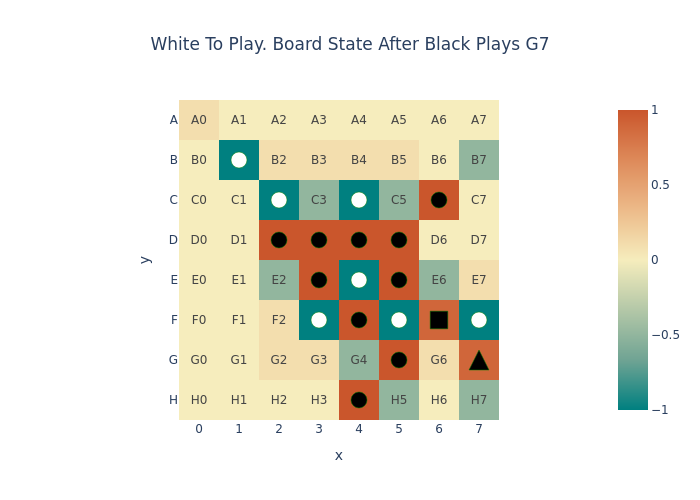 White To Play. Board State After Black Plays G7
A A0 A1 A2 A3 A4 A5 A6 A7
B B0 B2 B3 B4 B5 B6 B7
C C0 C1 C3 C5 C7
D D0 D1 D6 D7
E E0 E1 E2 E6 E7
F F0 F1 F2
G G0 G1 G2 G3 G4 G6
H H0 H1 H2 H3 H5 H6 H7
0 1 2 3 4 5 6 7
x
y
1
0.5
0
−0.5
−1